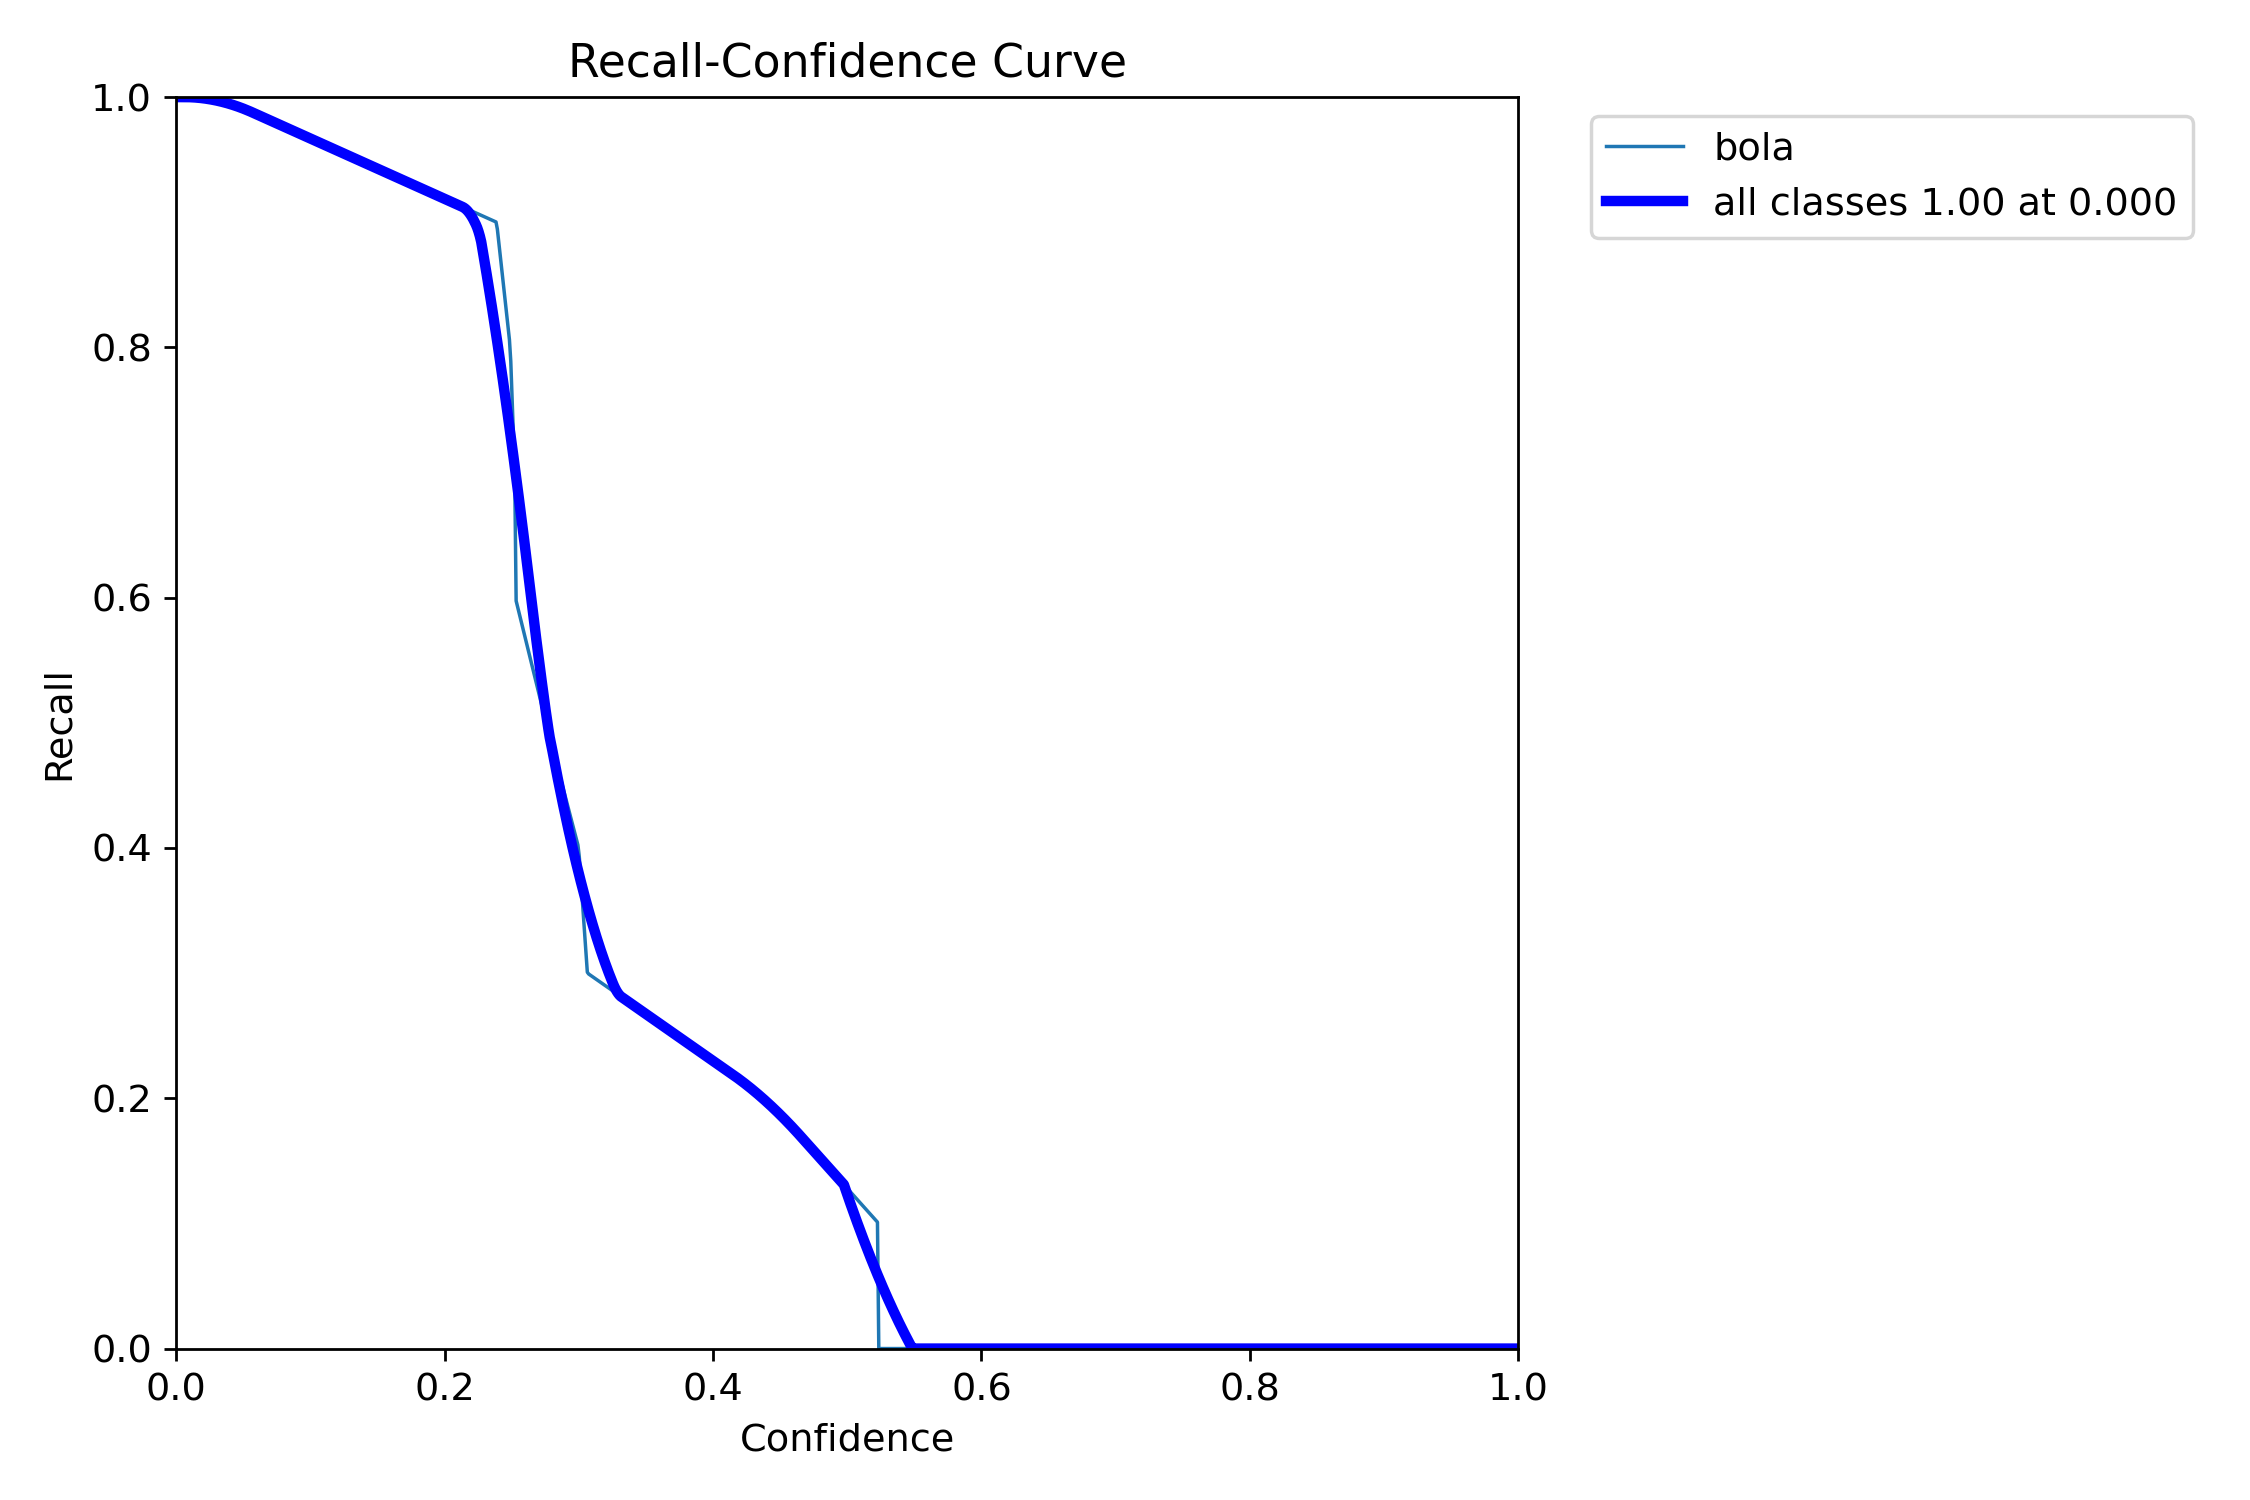 Recall-Confidence Curve
bola
all classes 1.00 at 0.000
Recall
1.0
0.8
0.6
0.4
0.2
0.0
0.0 0.2 0.4 0.6 0.8 1.0
Confidence